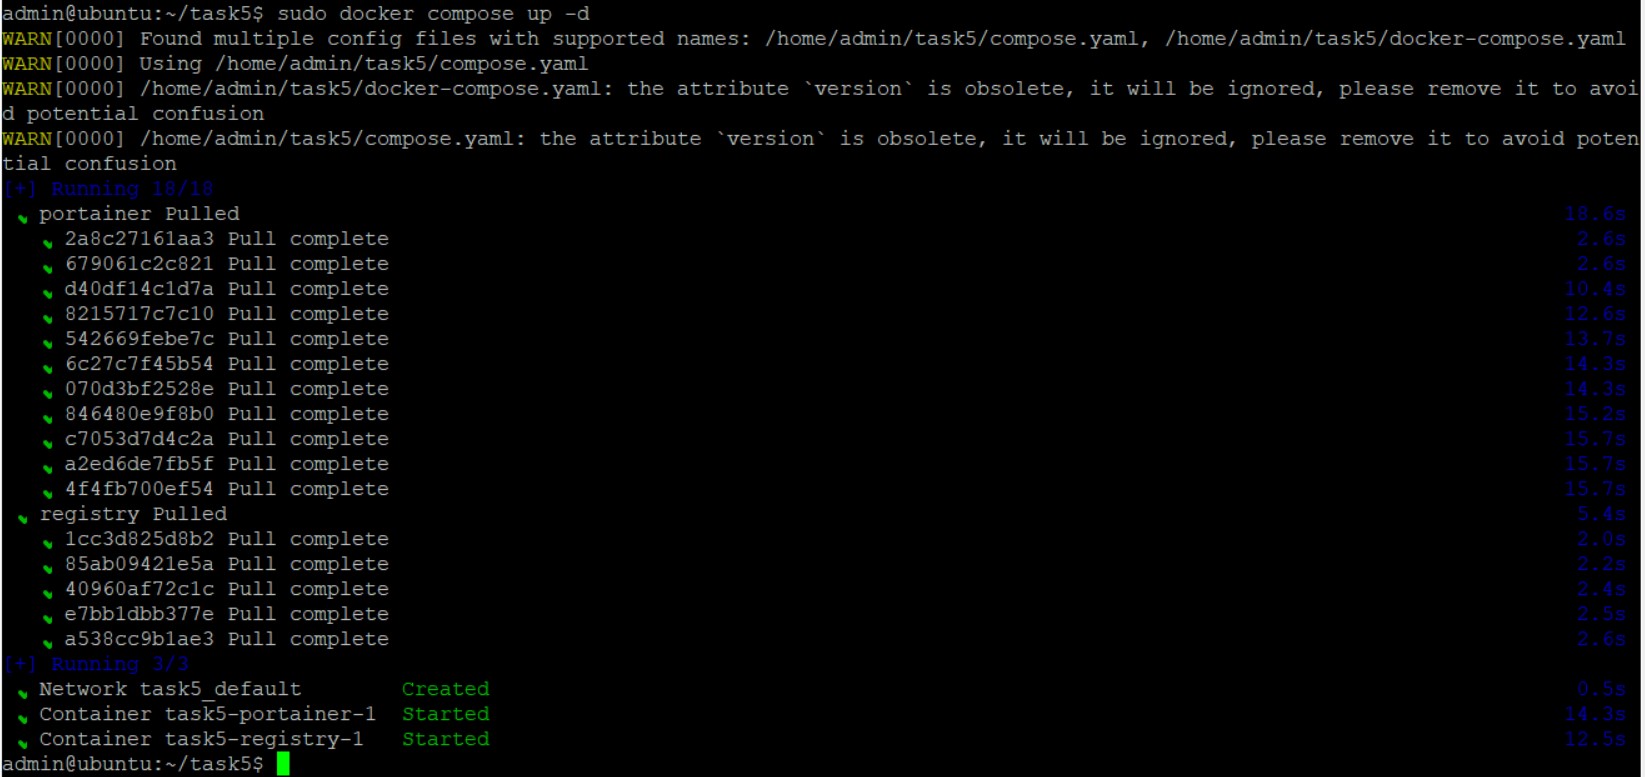 admin@ubuntu:~/task5$ sudo docker compose up -d
WARN[0000] Found multiple config files with supported names: /home/admin/task5/compose.yaml, /home/admin/task5/docker-compose.yaml
WARN[0000] Using /home/admin/task5/compose.yaml
WARN[0000] /home/admin/task5/docker-compose.yaml: the attribute `version` is obsolete, it will be ignored, please remove it to avoi
d potential confusion
WARN[0000] /home/admin/task5/compose.yaml: the attribute `version` is obsolete, it will be ignored, please remove it to avoid poten
tial confusion
[+] Running 18/18
✔ portainer Pulled 18.6s
✔ 2a8c27161aa3 Pull complete 2.6s
✔ 679061c2c821 Pull complete 2.6s
✔ d40df14c1d7a Pull complete 10.4s
✔ 8215717c7c10 Pull complete 12.6s
✔ 542669febe7c Pull complete 13.7s
✔ 6c27c7f45b54 Pull complete 14.3s
✔ 070d3bf2528e Pull complete 14.3s
✔ 846480e9f8b0 Pull complete 15.2s
✔ c7053d7d4c2a Pull complete 15.7s
✔ a2ed6de7fb5f Pull complete 15.7s
✔ 4f4fb700ef54 Pull complete 15.7s
✔ registry Pulled 5.4s
✔ 1cc3d825d8b2 Pull complete 2.0s
✔ 85ab09421e5a Pull complete 2.2s
✔ 40960af72c1c Pull complete 2.4s
✔ e7bb1dbb377e Pull complete 2.5s
✔ a538cc9b1ae3 Pull complete 2.6s
[+] Running 3/3
✔ Network task5_default Created 0.5s
✔ Container task5-portainer-1 Started 14.3s
✔ Container task5-registry-1 Started 12.5s
admin@ubuntu:~/task5$